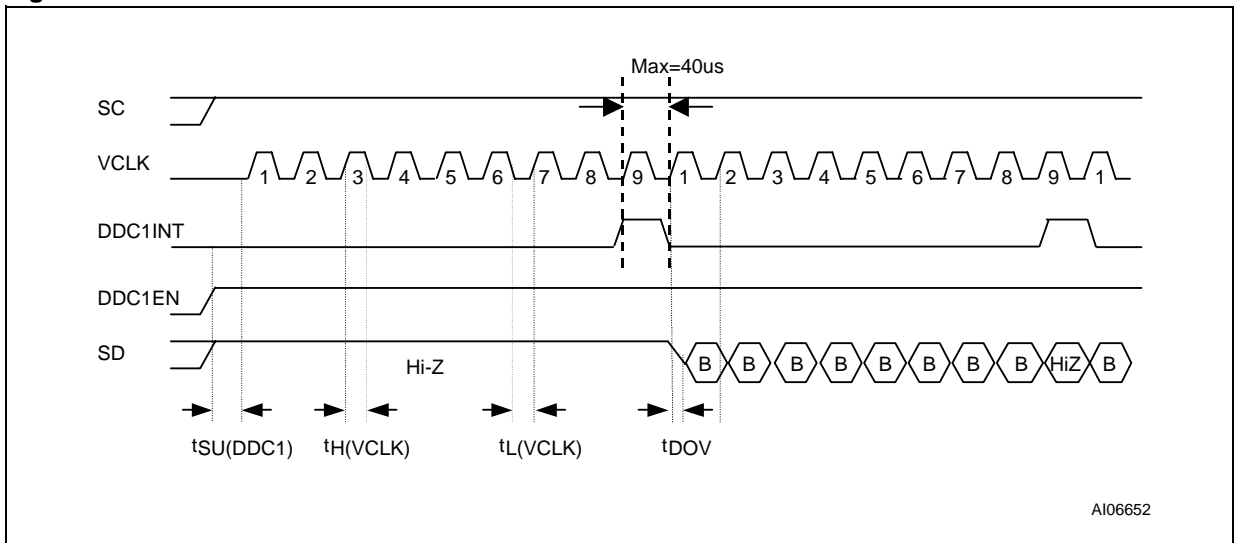 Max=40us
SC
VCLK
1 2 3 4 5 6 7 8 9 1 2 3 4 5 6 7 8 9 1
DDC1INT
DDC1EN
SD
Hi-Z
B B B B B B B B HiZ B
tSU(DDC1) tH(VCLK) tL(VCLK) tDOV
AI06652